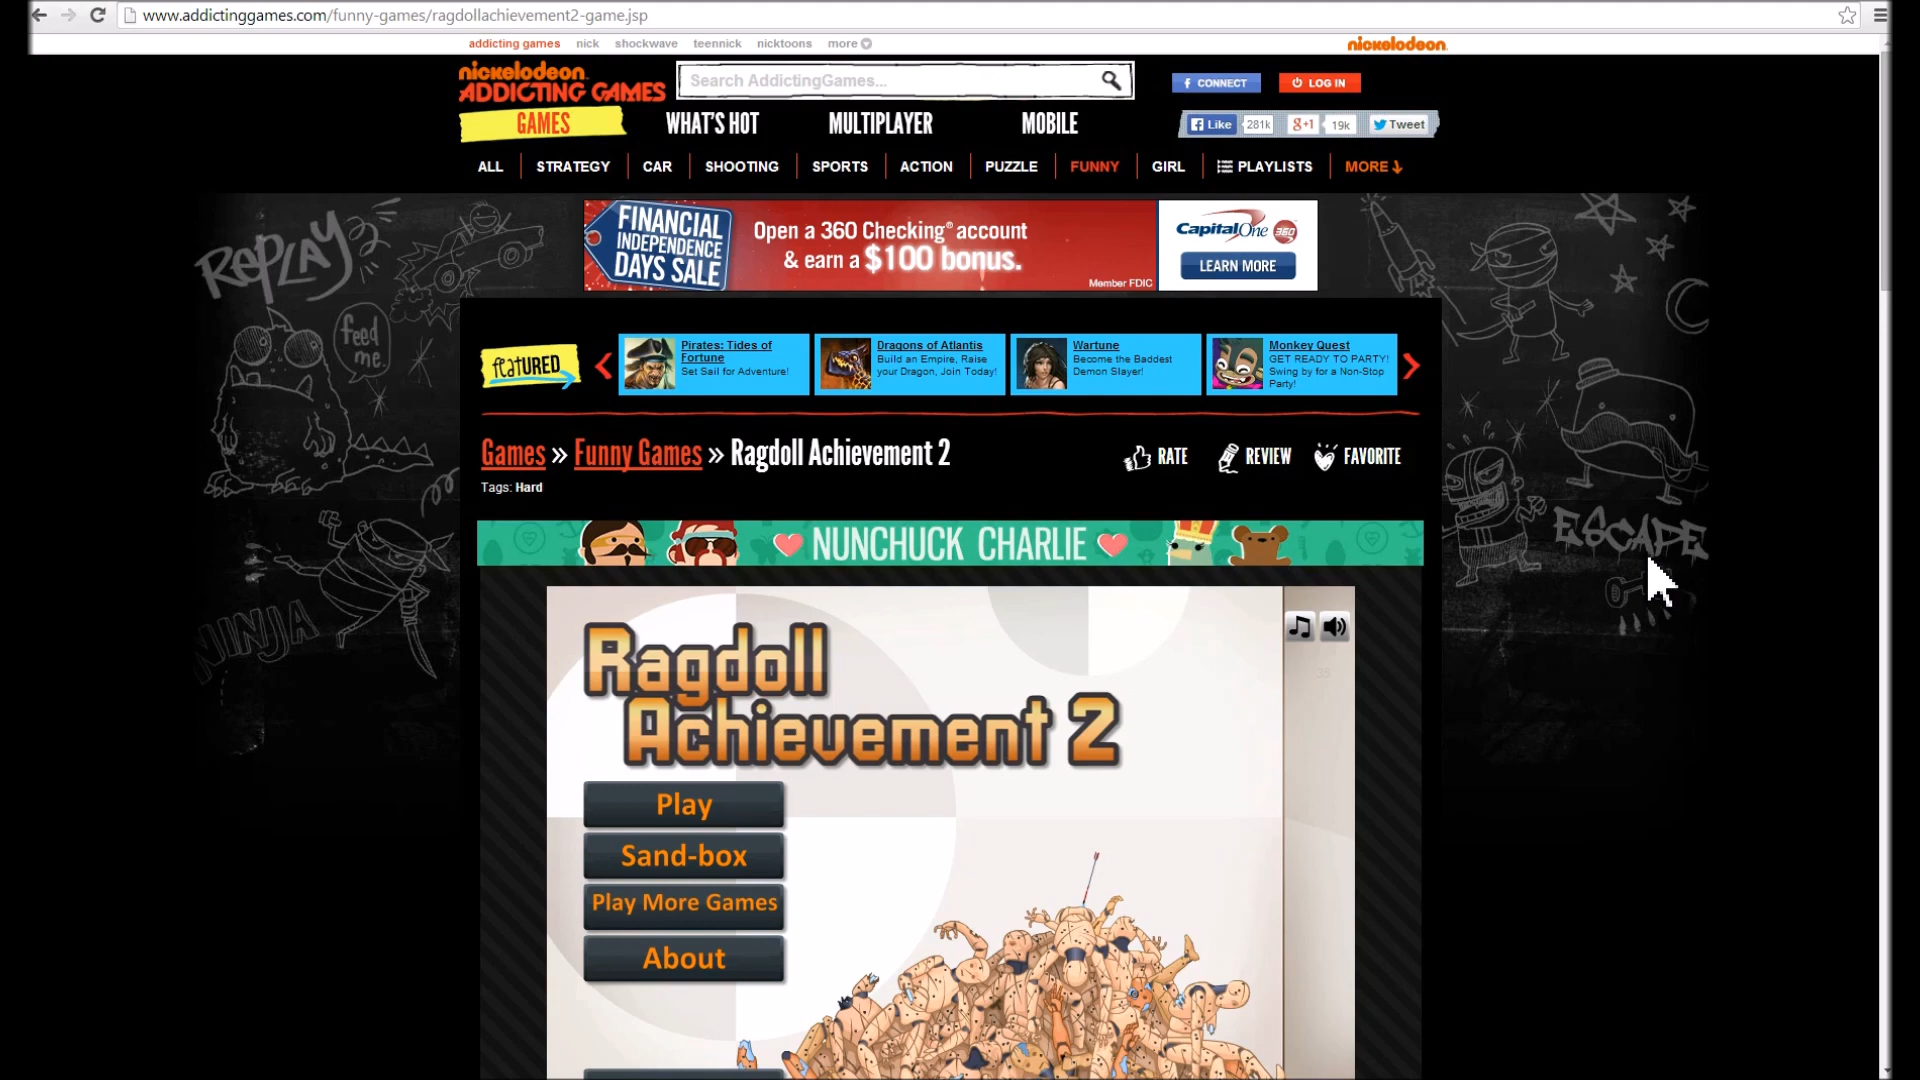 www.addictinggames.com/funny-games/ragdollachievement2-game.jsp
addicting games nick shockwave teennick nicktoons more
nickelodeon
nickelodeon
ADDICTING GAMES
Search AddictingGames...
f CONNECT
LOG IN
GAMES WHAT'S HOT MULTIPLAYER MOBILE
Like 281k g+1 19k Tweet
ALL STRATEGY CAR SHOOTING SPORTS ACTION PUZZLE FUNNY GIRL PLAYLISTS MORE
REPLAY
feed
me.
NINJA
ESCAPE
FINANCIAL
INDEPENDENCE
DAYS SALE
Open a 360 Checking® account
& earn a $100 bonus.
Member FDIC
Capital One 360
LEARN MORE
featured
Pirates: Tides of
Fortune
Set Sail for Adventure!
Dragons of Atlantis
Build an Empire, Raise
your Dragon, Join Today!
Wartune
Become the Baddest
Demon Slayer!
Monkey Quest
GET READY TO PARTY!
Swing by for a Non-Stop
Party!
Games » Funny Games » Ragdoll Achievement 2
RATE REVIEW FAVORITE
Tags: Hard
NUNCHUCK CHARLIE
35
Ragdoll
Achievement 2
Play
Sand-box
Play More Games
About